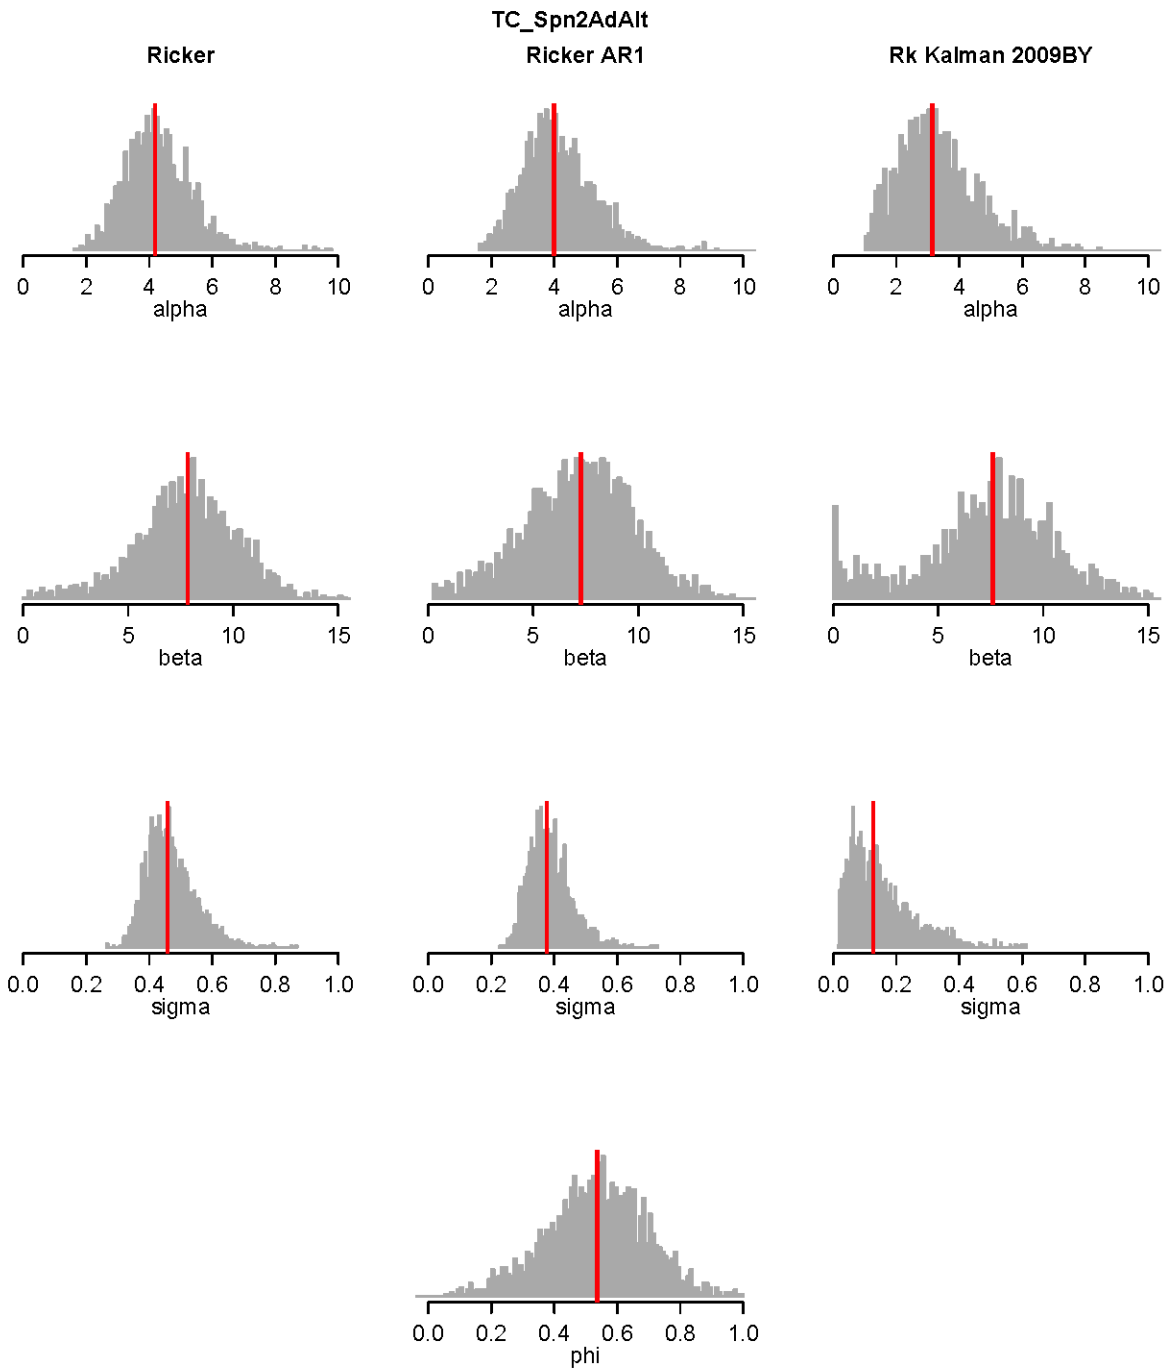 TC_Spn2AdAlt
Ricker Ricker AR1 Rk Kalman 2009BY
0 2 4 6 8 10 0 2 4 6 8 10 0 2 4 6 8 10
alpha alpha alpha
0 5 10 15 0 5 10 15 0 5 10 15
beta beta beta
0.0 0.2 0.4 0.6 0.8 1.0 0.0 0.2 0.4 0.6 0.8 1.0 0.0 0.2 0.4 0.6 0.8 1.0
sigma sigma sigma
0.0 0.2 0.4 0.6 0.8 1.0
phi